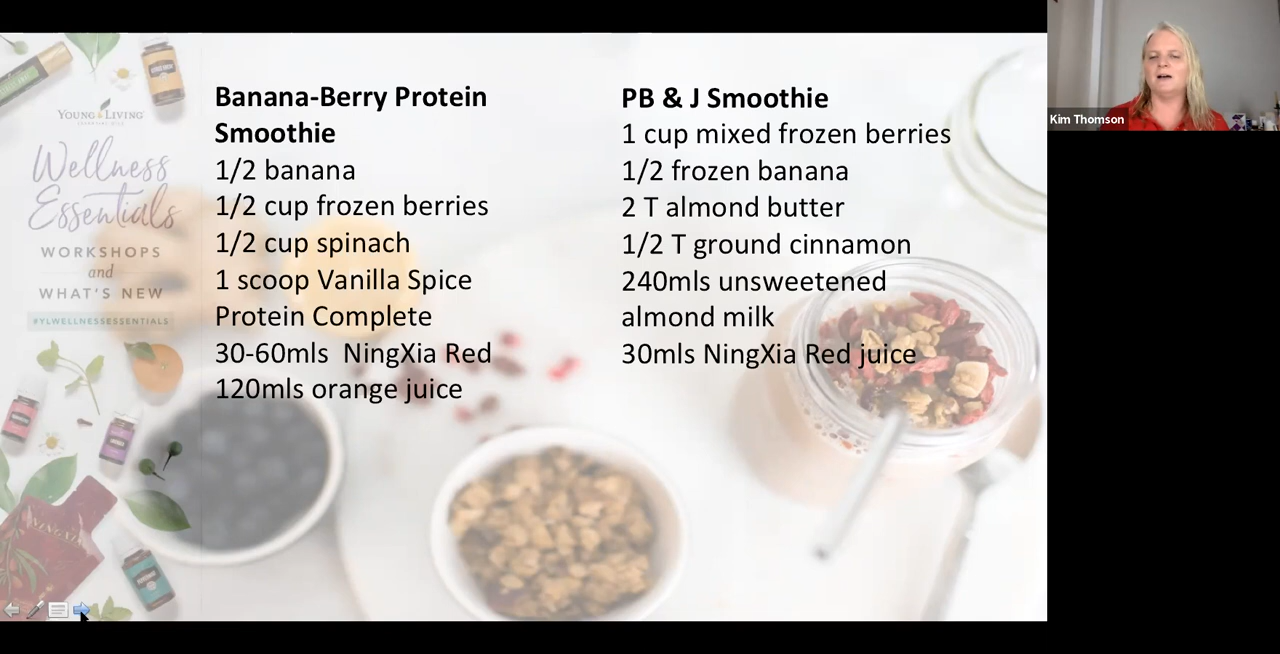 YOUNG LIVING
Wellness
Essentials
WORKSHOPS
and
WHAT'S NEW
#YLWELLNESSESSENTIALS
Banana-Berry Protein
Smoothie
1/2 banana
1/2 cup frozen berries
1/2 cup spinach
1 scoop Vanilla Spice
Protein Complete
30-60mls  NingXia Red
120mls orange juice
PB & J Smoothie
1 cup mixed frozen berries
1/2 frozen banana
2 T almond butter
1/2 T ground cinnamon
240mls unsweetened
almond milk
30mls NingXia Red juice
Kim Thomson